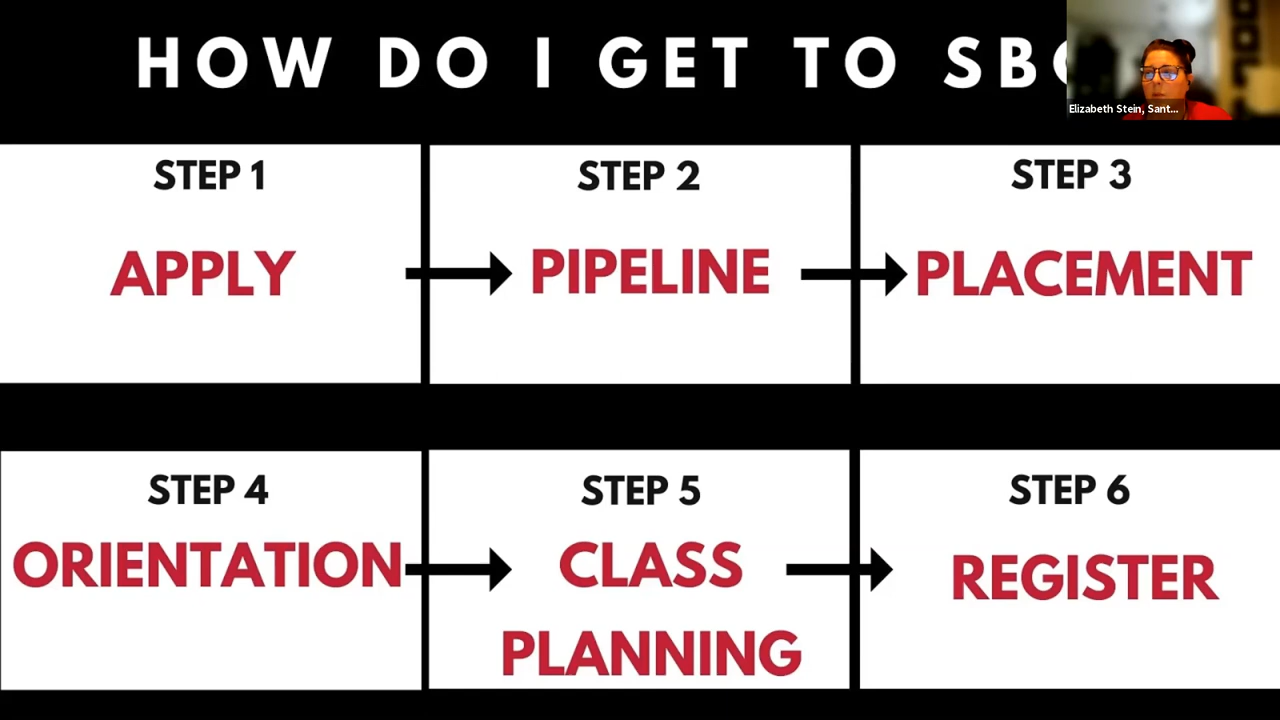 HOW DO I GET TO
Elizabeth Stein, Sant...
STEP 1
APPLY
STEP 2
PIPELINE
STEP 3
PLACEMENT
STEP 4
ORIENTATION
STEP 5
CLASS
PLANNING
STEP 6
REGISTER